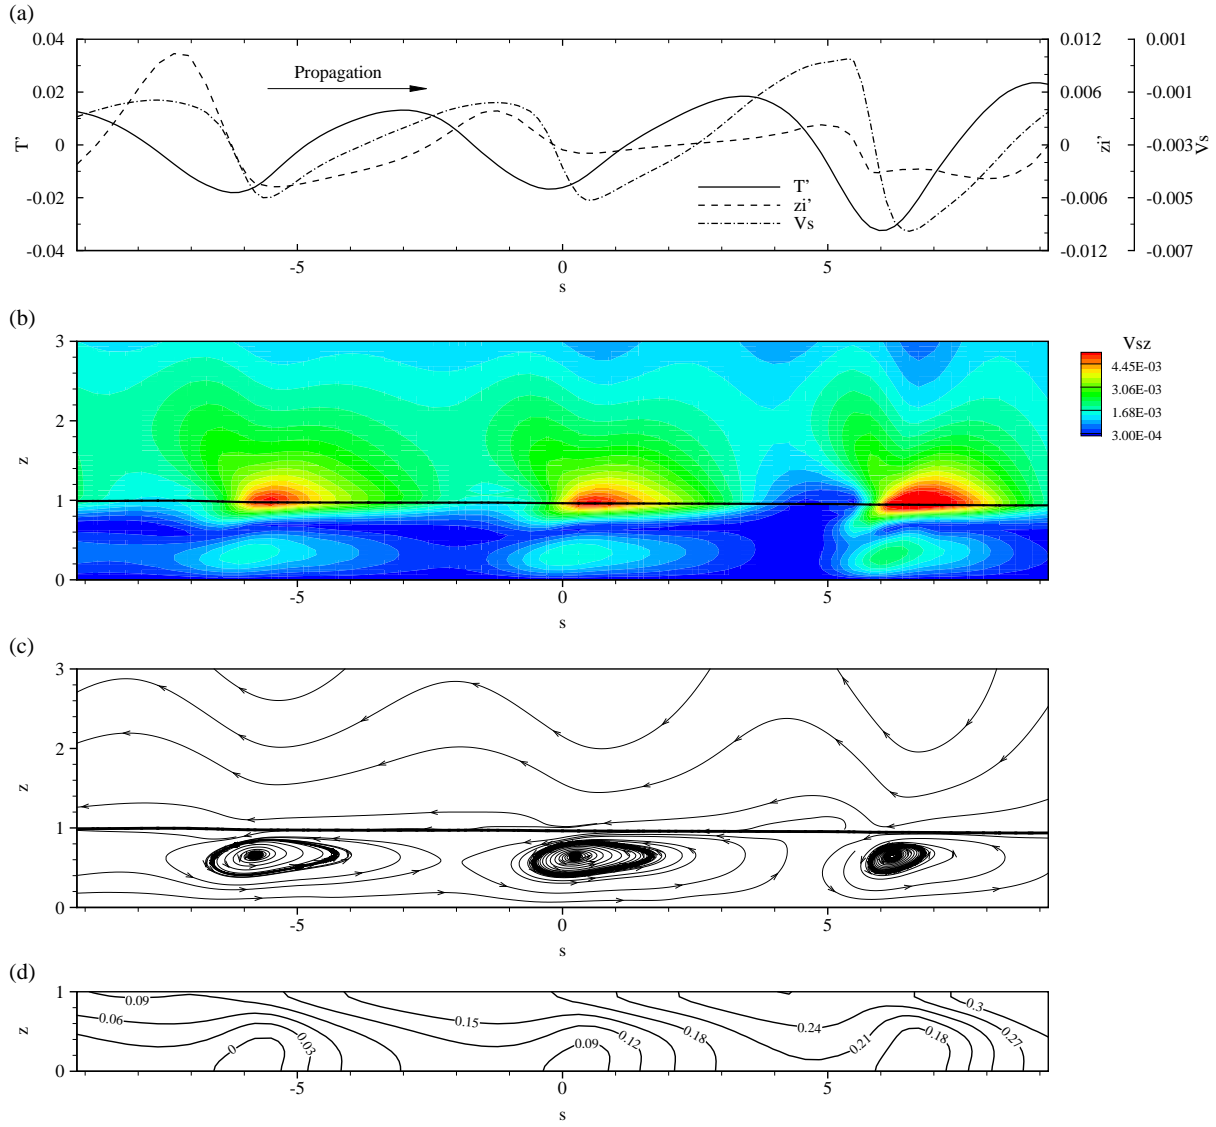 (a)
0.04
0.02
0
-0.02
-0.04
T'
Propagation
T'
zi'
Vs
0.012
0.006
0
-0.006
-0.012
zi'
0.001
-0.001
-0.003
-0.005
-0.007
Vs
-5 0 5
s
(b)
3
2
1
0
z
Vsz
4.45E-03
3.06E-03
1.68E-03
3.00E-04
-5 0 5
s
(c)
3
2
1
0
z
-5 0 5
s
(d)
1
0
z
0.09
0.06
0
0.03
0.15
0.09
0.12
0.18
0.24
0.21
0.18
0.3
0.27
-5 0 5
s